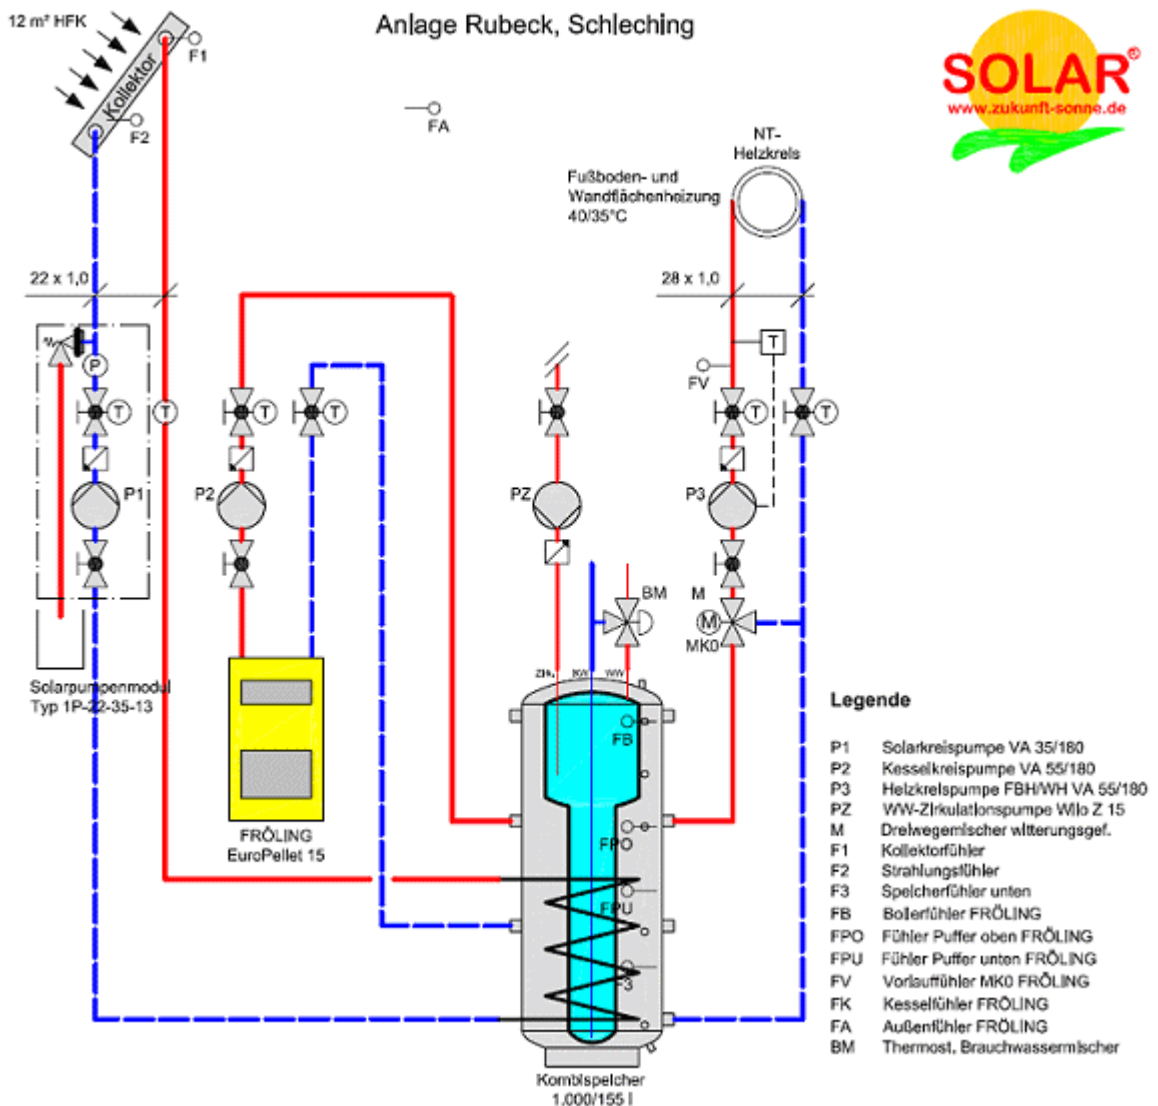 12 m² HFK
Anlage Rubeck, Schleching
SOLAR®
www.zukunft-sonne.de
Kollektor
F1
F2
FA
NT-
Heizkreis
Fußboden- und
Wandflächenheizung
40/35°C
22 x 1,0
28 x 1,0
T
FV
P
T
T
T
T
T
T
P1
P2
PZ
P3
BM
M
M
MK0
Zirk.
BW
WW
Solarpumpenmodul
Typ 1P-22-35-13
FB
FRÖLING
EuroPellet 15
FPO
FPU
F3
Kombispeicher
1.000/155 l
Legende
P1 Solarkreispumpe VA 35/180
P2 Kesselkreispumpe VA 55/180
P3 Heizkreispumpe FBH/WH VA 55/180
PZ WW-Zirkulationspumpe Wilo Z 15
M Dreiwegemischer witterungsgef.
F1 Kollektorfühler
F2 Strahlungsfühler
F3 Speicherfühler unten
FB Boilerfühler FRÖLING
FPO Fühler Puffer oben FRÖLING
FPU Fühler Puffer unten FRÖLING
FV Vorlauffühler MK0 FRÖLING
FK Kesselfühler FRÖLING
FA Außenfühler FRÖLING
BM Thermost. Brauchwassermischer